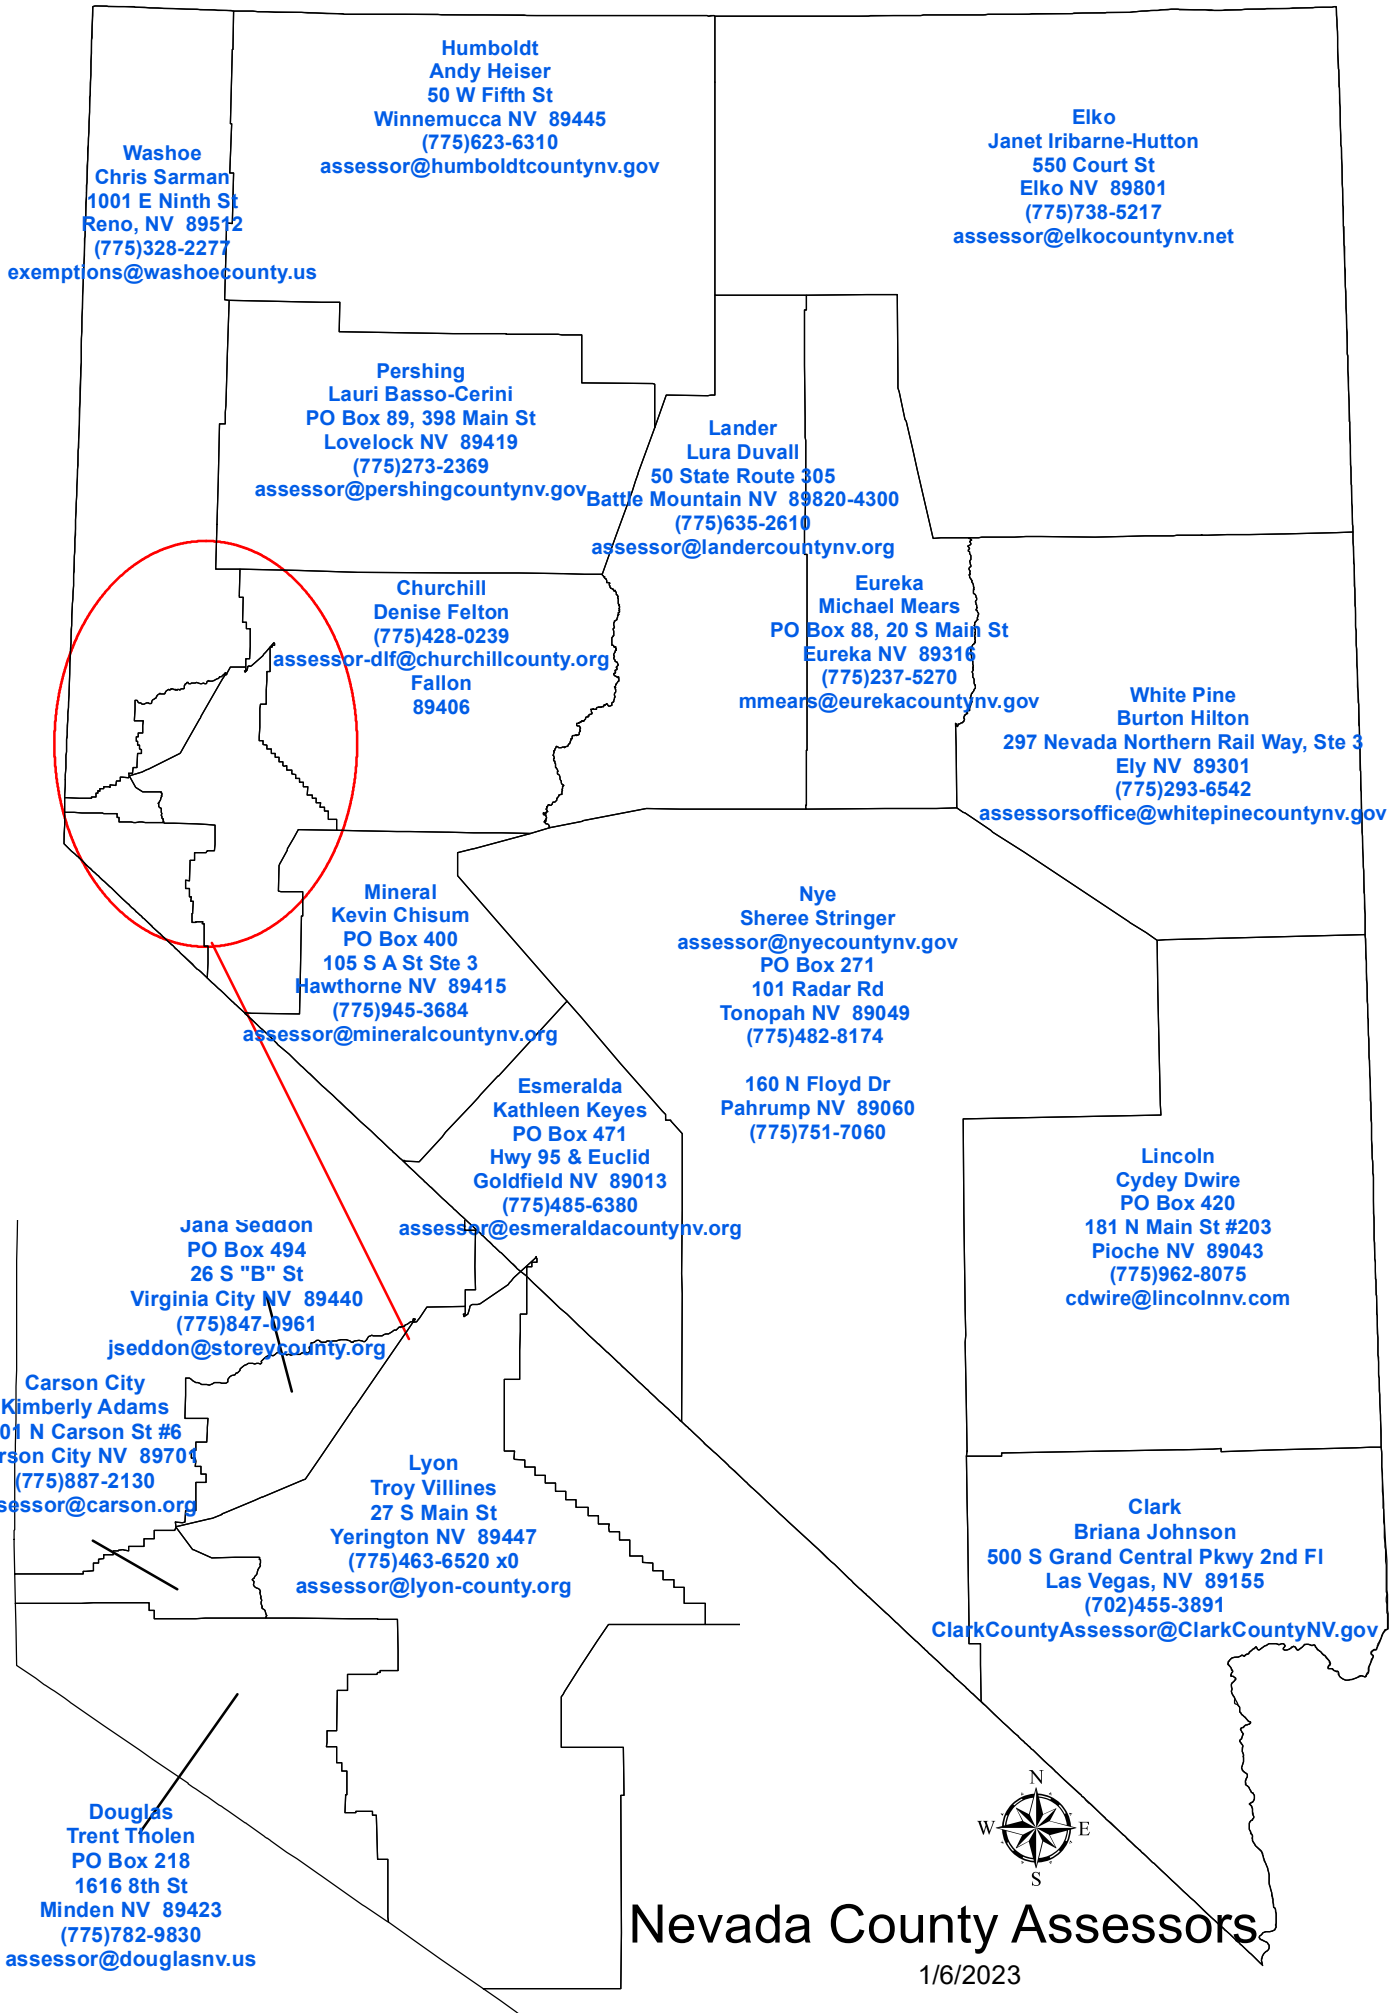 Humboldt
Andy Heiser
50 W Fifth St
Winnemucca NV 89445
(775)623-6310
assessor@humboldtcountynv.gov
Elko
Janet Iribarne-Hutton
550 Court St
Elko NV 89801
(775)738-5217
assessor@elkocountynv.net
Washoe
Chris Sarman
1001 E Ninth St
Reno, NV 89512
(775)328-2277
exemptions@washoecounty.us
Pershing
Lauri Basso-Cerini
PO Box 89, 398 Main St
Lovelock NV 89419
(775)273-2369
assessor@pershingcountynv.gov
Lander
Lura Duvall
50 State Route 305
Battle Mountain NV 89820-4300
(775)635-2610
assessor@landercountynv.org
Churchill
Denise Felton
(775)428-0239
assessor-dlf@churchillcounty.org
Fallon
89406
Eureka
Michael Mears
PO Box 88, 20 S Main St
Eureka NV 89316
(775)237-5270
mmears@eurekacountynv.gov
White Pine
Burton Hilton
297 Nevada Northern Rail Way, Ste 3
Ely NV 89301
(775)293-6542
assessorsoffice@whitepinecountynv.gov
Mineral
Kevin Chisum
PO Box 400
105 S A St Ste 3
Hawthorne NV 89415
(775)945-3684
assessor@mineralcountynv.org
Nye
Sheree Stringer
assessor@nyecountynv.gov
PO Box 271
101 Radar Rd
Tonopah NV 89049
(775)482-8174
160 N Floyd Dr
Pahrump NV 89060
(775)751-7060
Esmeralda
Kathleen Keyes
PO Box 471
Hwy 95 & Euclid
Goldfield NV 89013
(775)485-6380
assessor@esmeraldacountynv.org
Lincoln
Cydey Dwire
PO Box 420
181 N Main St #203
Pioche NV 89043
(775)962-8075
cdwire@lincolnnv.com
Jana Seddon
PO Box 494
26 S "B" St
Virginia City NV 89440
(775)847-0961
jseddon@storeycounty.org
Carson City
Kimberly Adams
01 N Carson St #6
rson City NV 89701
(775)887-2130
sessor@carson.org
Lyon
Troy Villines
27 S Main St
Yerington NV 89447
(775)463-6520 x0
assessor@lyon-county.org
Clark
Briana Johnson
500 S Grand Central Pkwy 2nd Fl
Las Vegas, NV 89155
(702)455-3891
ClarkCountyAssessor@ClarkCountyNV.gov
Douglas
Trent Tholen
PO Box 218
1616 8th St
Minden NV 89423
(775)782-9830
assessor@douglasnv.us
N
W E
S
Nevada County Assessors
1/6/2023